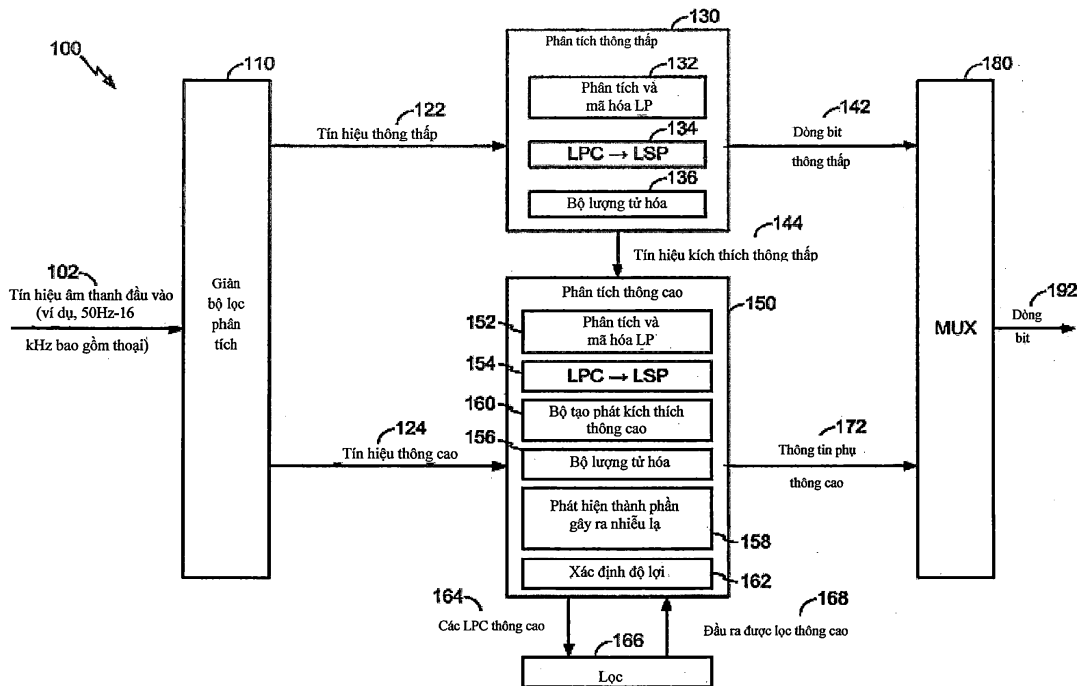 130
Phân tích thông thấp
100
110
180
132
Phân tích và
mã hóa LP
122
Tín hiệu thông thấp
142
Dòng bit
thông thấp
134
LPC → LSP
136
Bộ lượng tử hóa
144
Tín hiệu kích thích thông thấp
102
Tín hiệu âm thanh đầu vào
(ví dụ, 50Hz-16
kHz bao gồm thoại)
Giàn
bộ lọc
phân
tích
Phân tích thông cao
150
152
Phân tích và
mã hóa LP
154
LPC → LSP
160
Bộ tạo phát kích thích
thông cao
156
Bộ lượng tử hóa
124
Tín hiệu thông cao
172
Thông tin phụ
thông cao
MUX
192
Dòng
bit
Phát hiện thành phần
gây ra nhiễu lạ
158
Xác định độ lợi
162
164
Các LPC thông cao
168
Đầu ra được lọc thông cao
166
Lọc